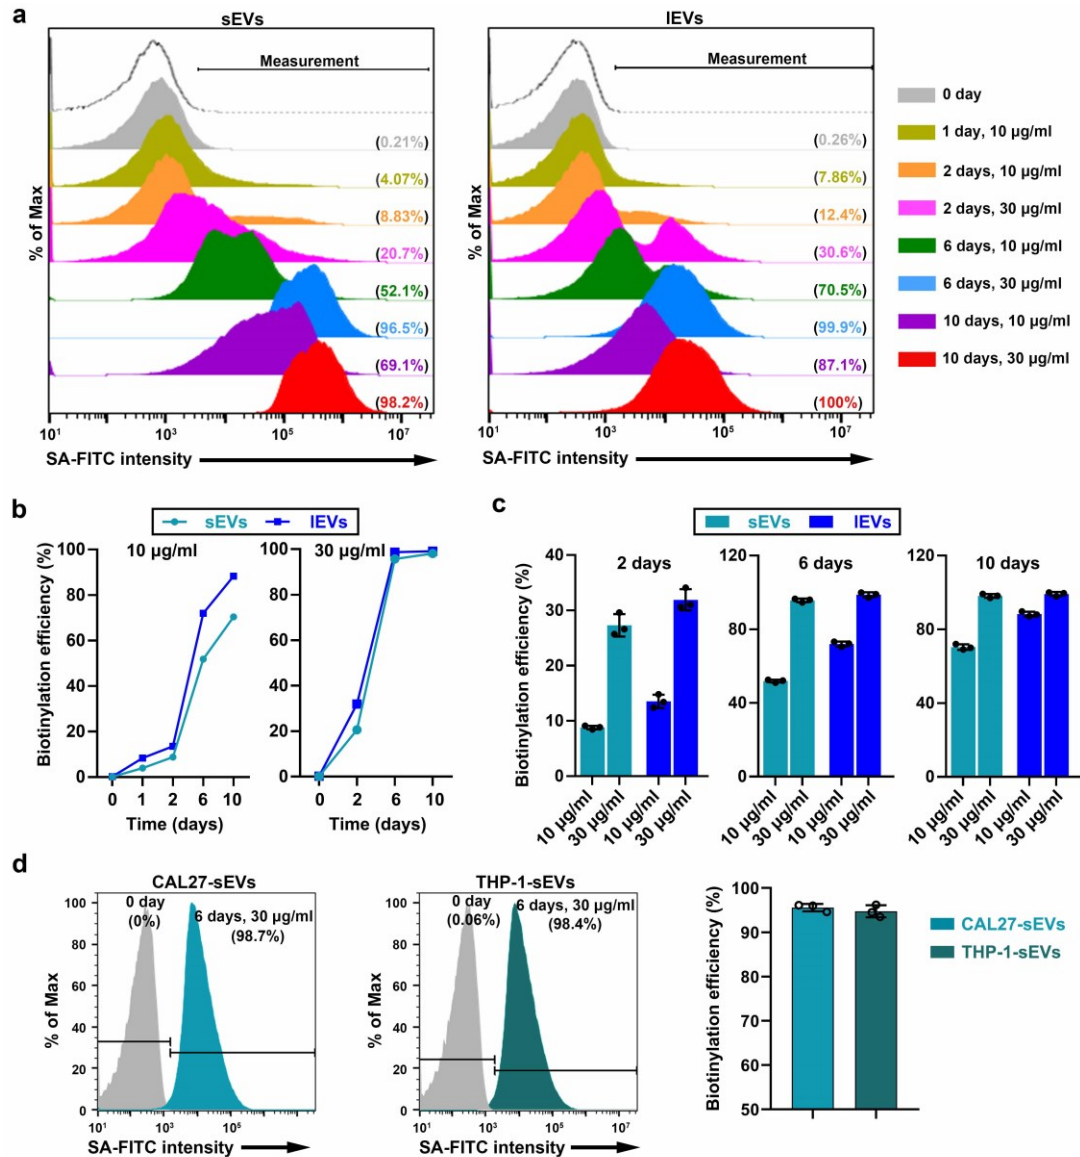 a
sEVs
lEVs
Measurement
Measurement
% of Max
% of Max
(0.21%)
(4.07%)
(8.83%)
(20.7%)
(52.1%)
(96.5%)
(69.1%)
(98.2%)
(0.26%)
(7.86%)
(12.4%)
(30.6%)
(70.5%)
(99.9%)
(87.1%)
(100%)
0 day
1 day, 10 µg/ml
2 days, 10 µg/ml
2 days, 30 µg/ml
6 days, 10 µg/ml
6 days, 30 µg/ml
10 days, 10 µg/ml
10 days, 30 µg/ml
10¹ 10³ 10⁵ 10⁷
10¹ 10³ 10⁵ 10⁷
SA-FITC intensity
SA-FITC intensity
b
sEVs lEVs
10 µg/ml
30 µg/ml
Biotinylation efficiency (%)
100
80
60
40
20
0
100
80
60
40
20
0
0 1 2 6 10
0 2 6 10
Time (days)
Time (days)
c
sEVs lEVs
2 days
6 days
10 days
Biotinylation efficiency (%)
40
30
20
10
0
120
80
40
0
120
80
40
0
10 µg/ml
30 µg/ml
10 µg/ml
30 µg/ml
10 µg/ml
30 µg/ml
10 µg/ml
30 µg/ml
10 µg/ml
30 µg/ml
10 µg/ml
30 µg/ml
d
CAL27-sEVs
0 day
(0%)
6 days, 30 µg/ml
(98.7%)
% of Max
100
80
60
40
20
0
10¹ 10³ 10⁵
SA-FITC intensity
THP-1-sEVs
0 day
(0.06%)
6 days, 30 µg/ml
(98.4%)
% of Max
100
80
60
40
20
0
10¹ 10³ 10⁵ 10⁷
SA-FITC intensity
Biotinylation efficiency (%)
100
90
80
70
60
50
CAL27-sEVs
THP-1-sEVs